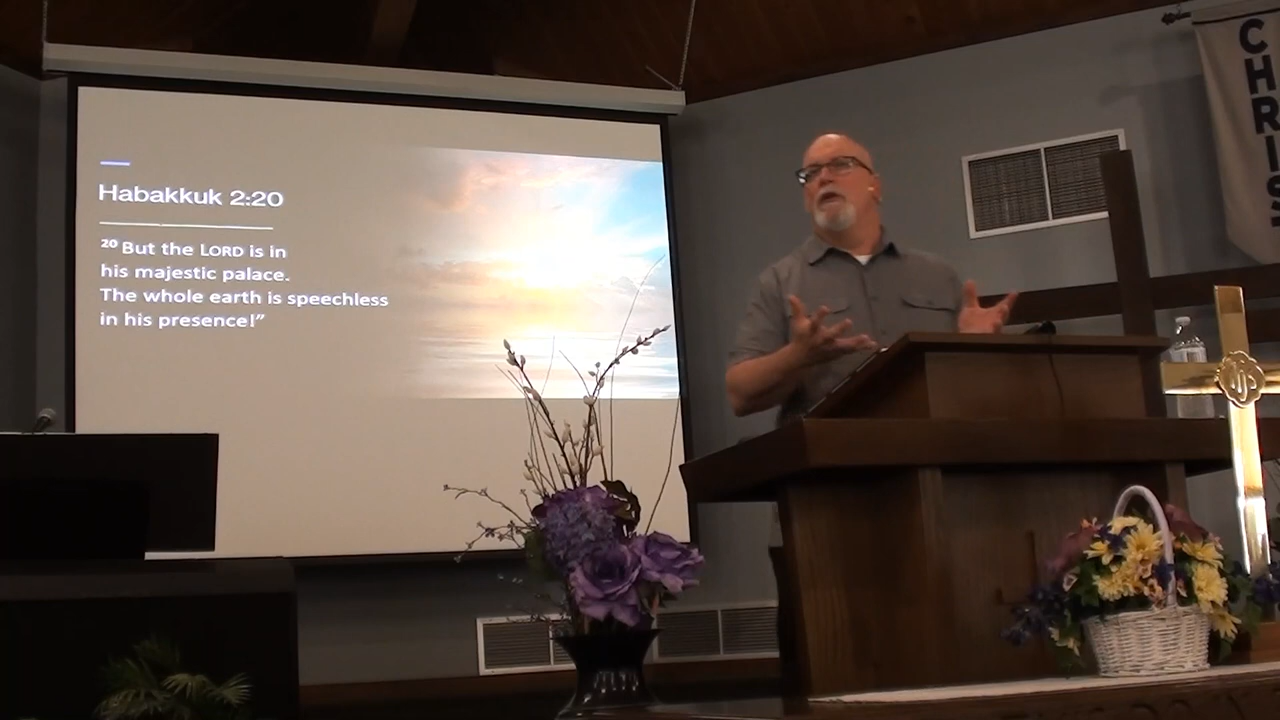 Habakkuk 2:20
20 But the LORD is in
his majestic palace.
The whole earth is speechless
in his presence!”
CHRIS